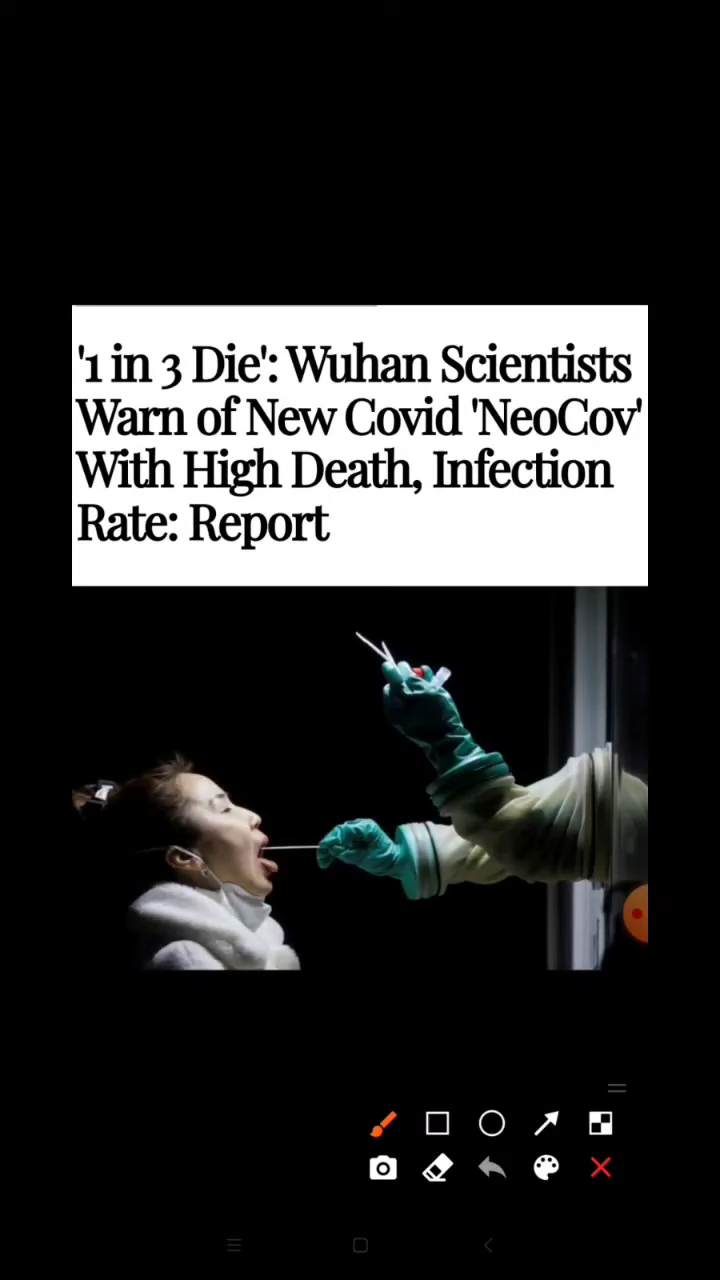 '1 in 3 Die': Wuhan Scientists
Warn of New Covid 'NeoCov'
With High Death, Infection
Rate: Report